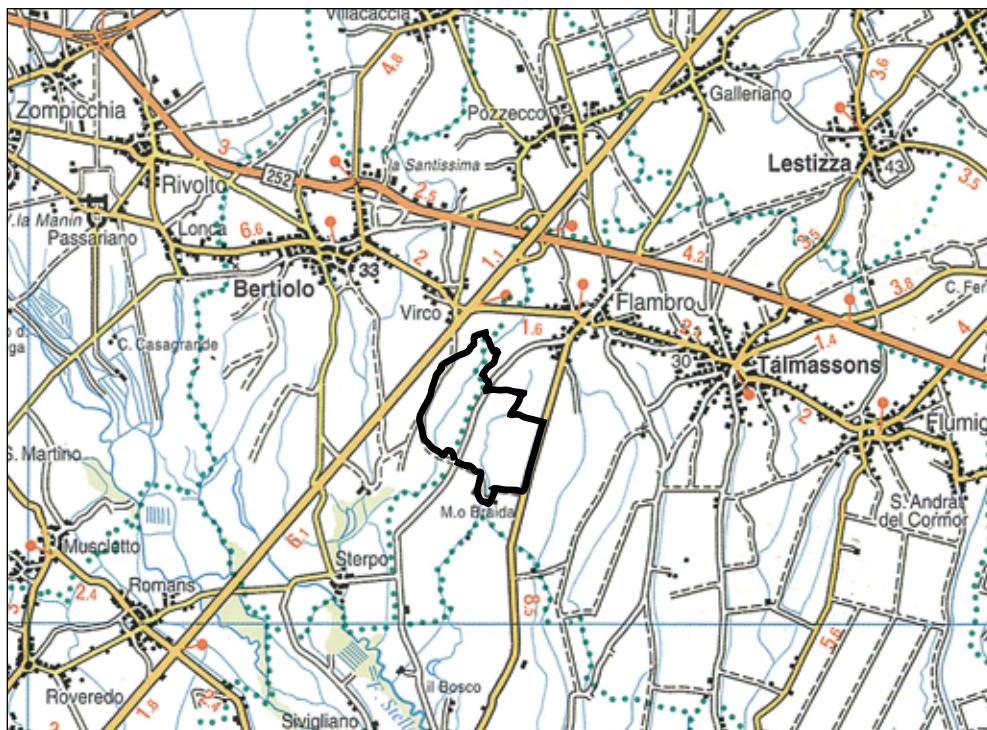 Villacaccia
4.8
3.6
Zompicchia
Galleriano
Pozzecco
la Santissima
Lestizza
43
3
252
Rivolto
2.5
3.5
V.la Manin
Passariano
Lonca
6.6
3.5
4.2
33
2
1.1
Bertiolo
3.8
C. Fer
Virco
Flambro
1.6
2.
1.4
4
C. Casagrande
30
Talmassons
2
Flumig
S. Martino
M.o Braida
S. Andrat
del Cormor
6.1
Muscletto
Sterpo
2.4
Romans
8.5
5.6
Roveredo
2.4
il Bosco
1.8
Sivigliano
F. Stella
2